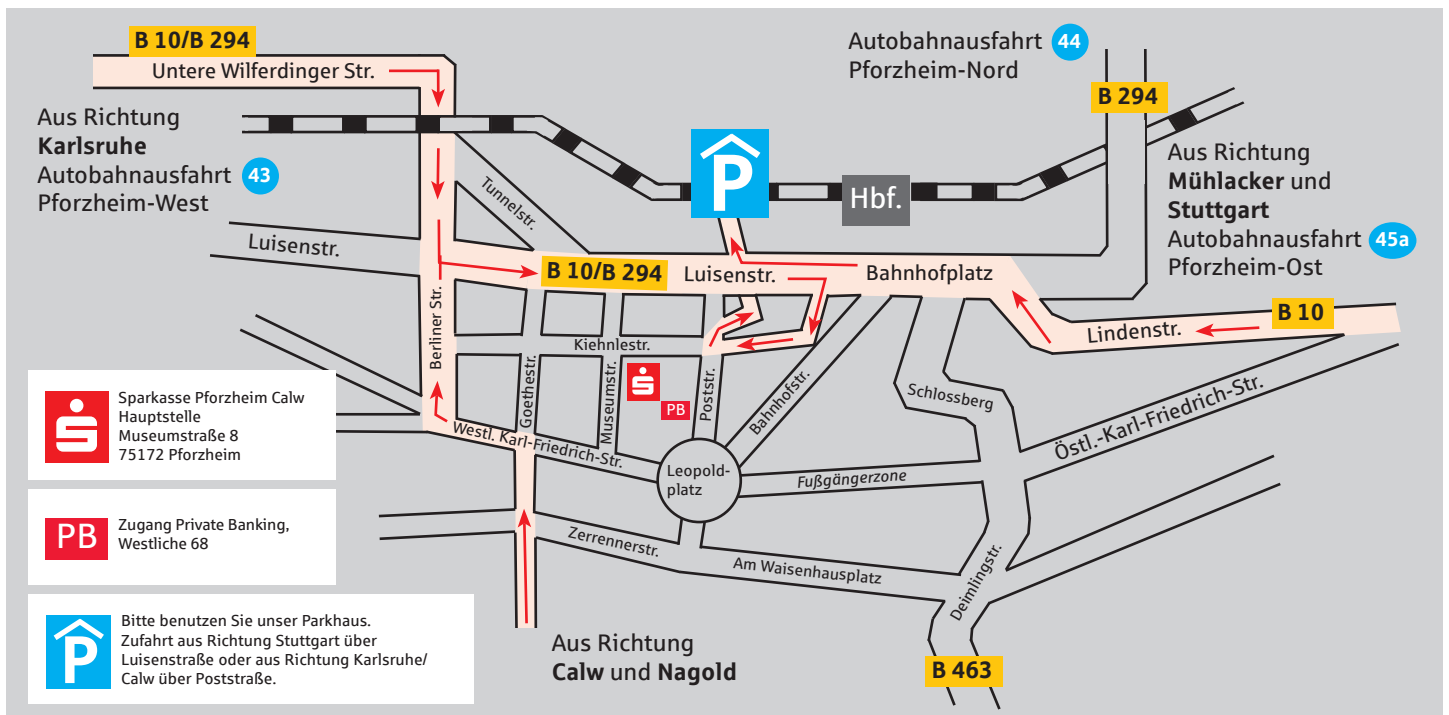 B 10/B 294
Untere Wilferdinger Str.
Autobahnausfahrt 44
Pforzheim-Nord
B 294
Aus Richtung
Karlsruhe
Autobahnausfahrt 43
Pforzheim-West
Aus Richtung
Mühlacker und
Stuttgart
Autobahnausfahrt 45a
Pforzheim-Ost
P
Hbf.
Tunnelstr.
Luisenstr.
B 10/B 294
Luisenstr.
Bahnhofplatz
Berliner Str.
B 10
Lindenstr.
Kiehnlestr.
Goethestr.
Museumstr.
PB
Poststr.
Bahnhofstr.
Schlossberg
Östl.-Karl-Friedrich-Str.
Westl. Karl-Friedrich-Str.
Leopold-
platz
Fußgängerzone
Zerrennerstr.
Am Waisenhausplatz
Deimlingstr.
B 463
Aus Richtung
Calw und Nagold
Sparkasse Pforzheim Calw
Hauptstelle
Museumstraße 8
75172 Pforzheim
PB
Zugang Private Banking,
Westliche 68
P
Bitte benutzen Sie unser Parkhaus.
Zufahrt aus Richtung Stuttgart über
Luisenstraße oder aus Richtung Karlsruhe/
Calw über Poststraße.